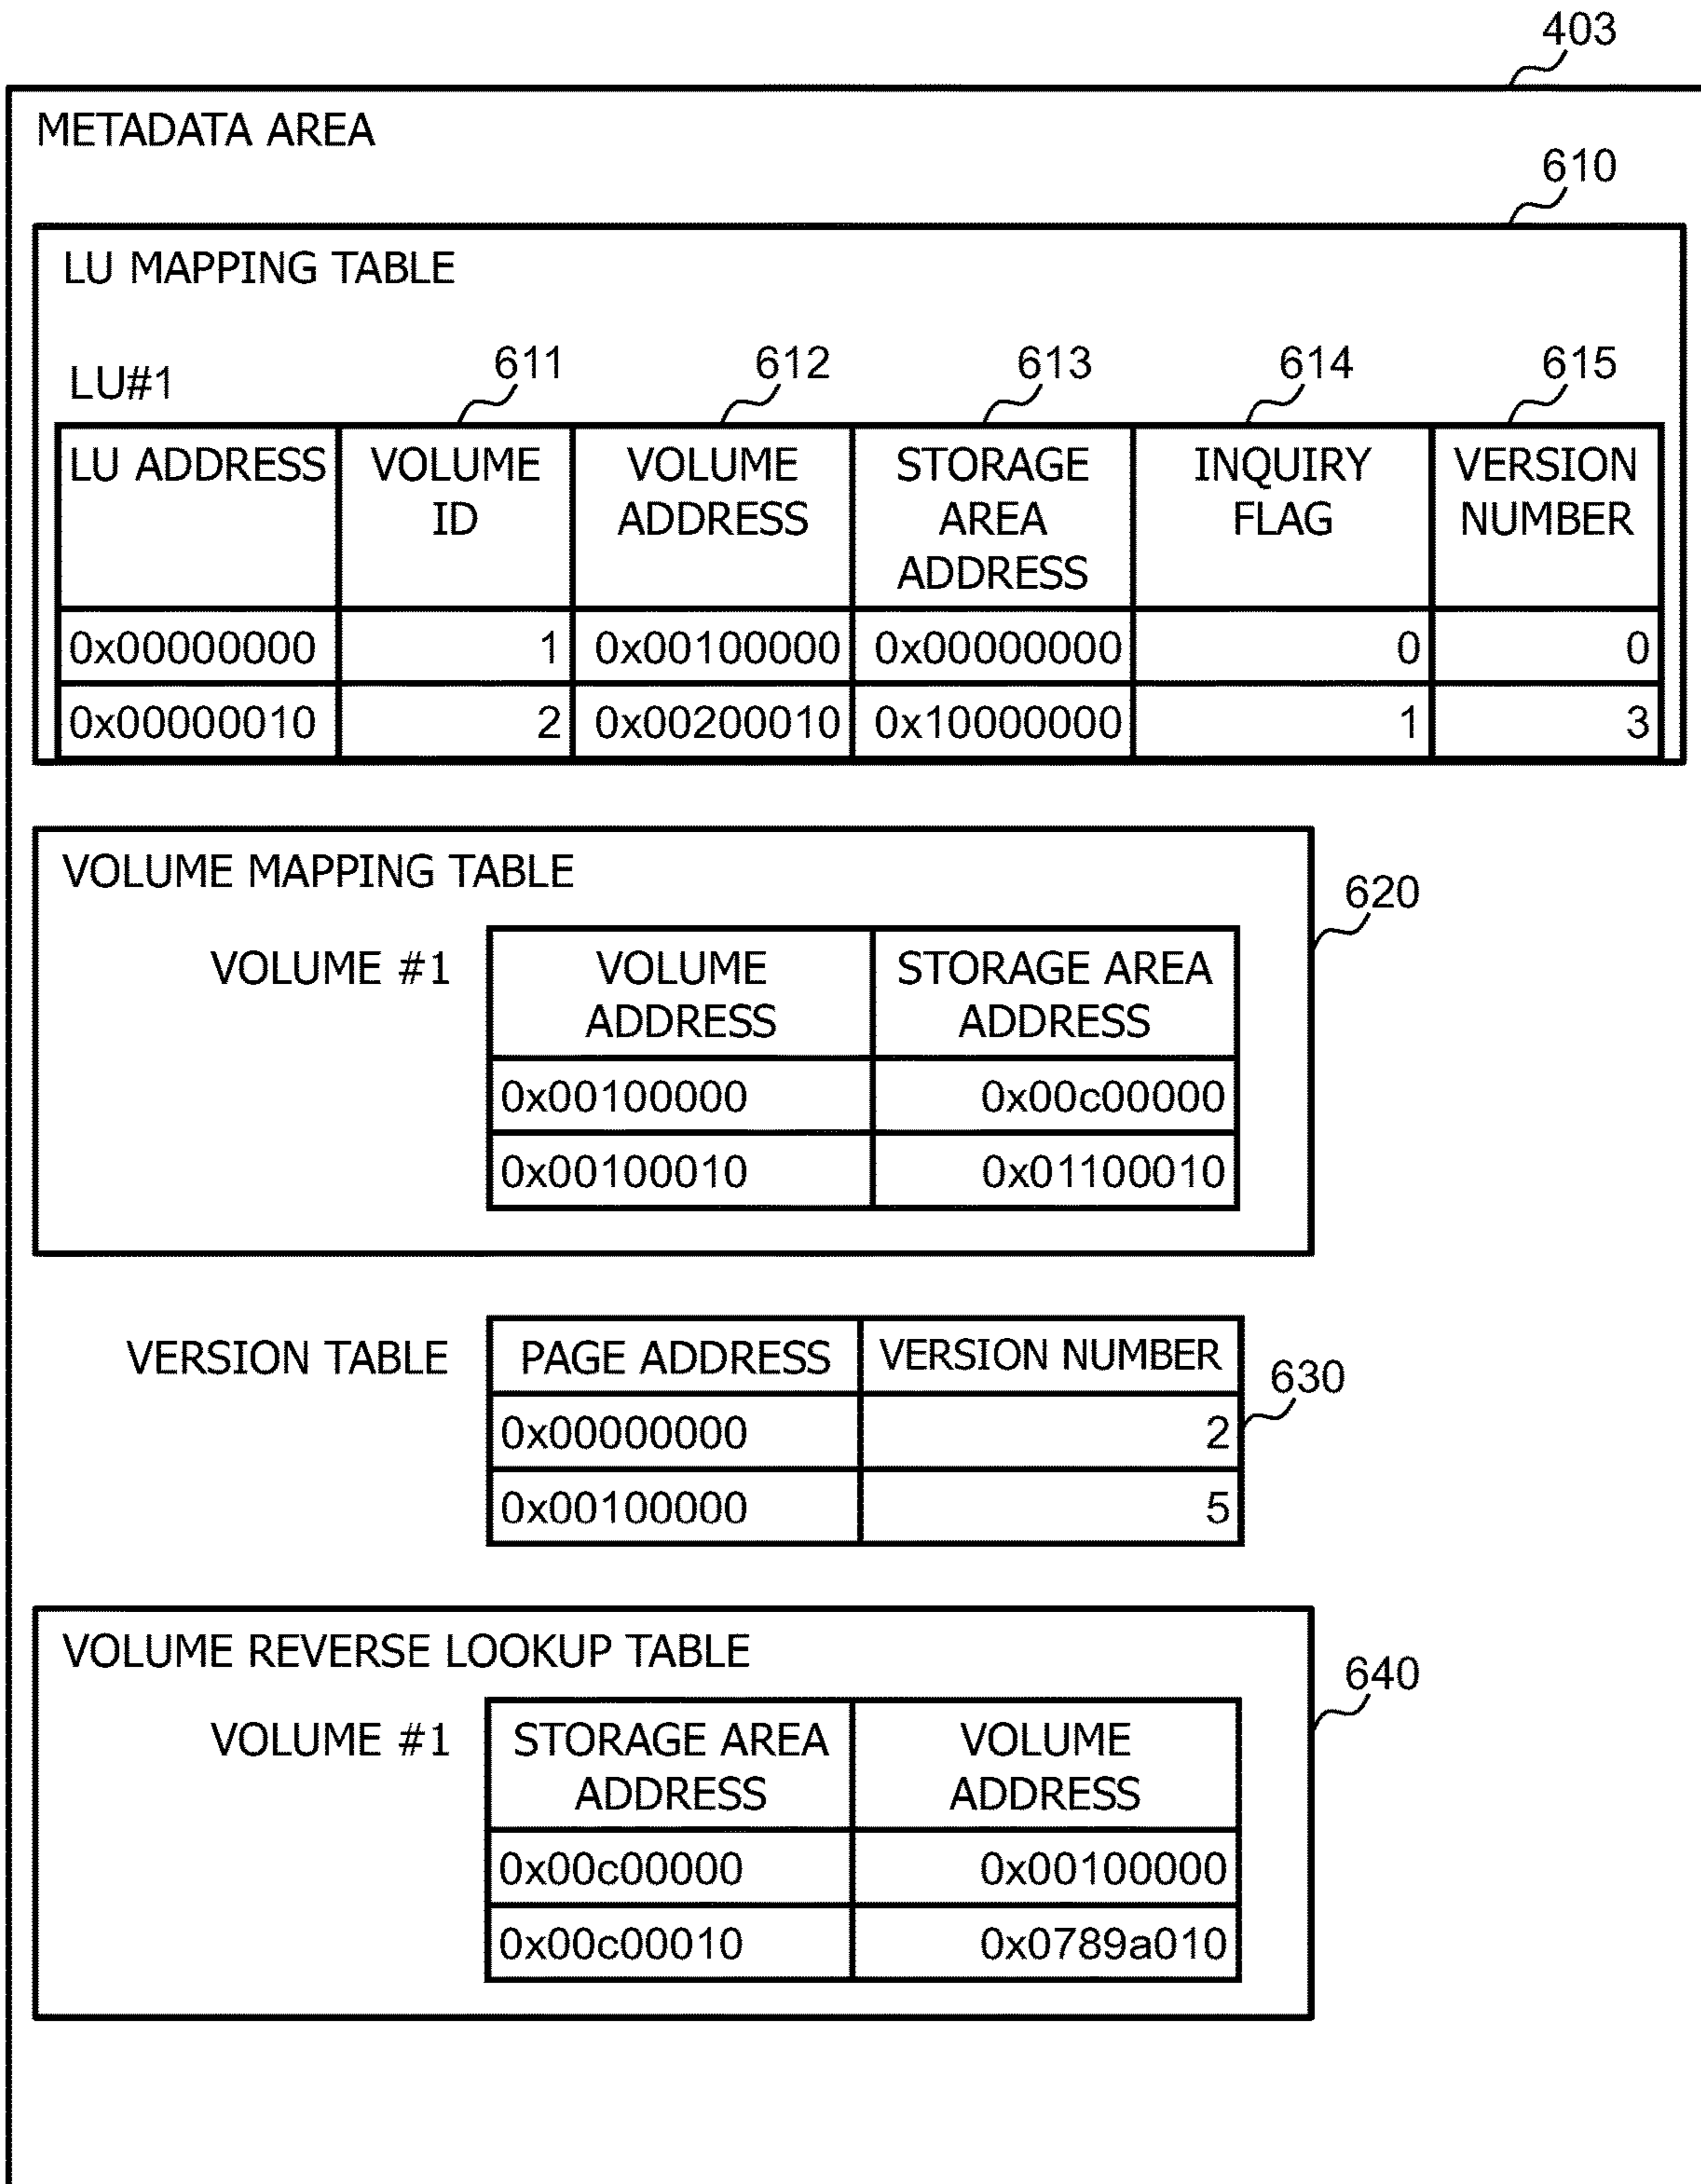 403
METADATA AREA
610
LU MAPPING TABLE
LU#1
611
612
613
614
615
LU ADDRESS
VOLUME
ID
VOLUME
ADDRESS
STORAGE
AREA
ADDRESS
INQUIRY
FLAG
VERSION
NUMBER
0x00000000 1 0x00100000 0x00000000 0 0
0x00000010 2 0x00200010 0x10000000 1 3
VOLUME MAPPING TABLE
620
VOLUME #1
VOLUME
ADDRESS
STORAGE AREA
ADDRESS
0x00100000 0x00c00000
0x00100010 0x01100010
VERSION TABLE
PAGE ADDRESS VERSION NUMBER
630
0x00000000 2
0x00100000 5
VOLUME REVERSE LOOKUP TABLE
640
VOLUME #1
STORAGE AREA
ADDRESS
VOLUME
ADDRESS
0x00c00000 0x00100000
0x00c00010 0x0789a010